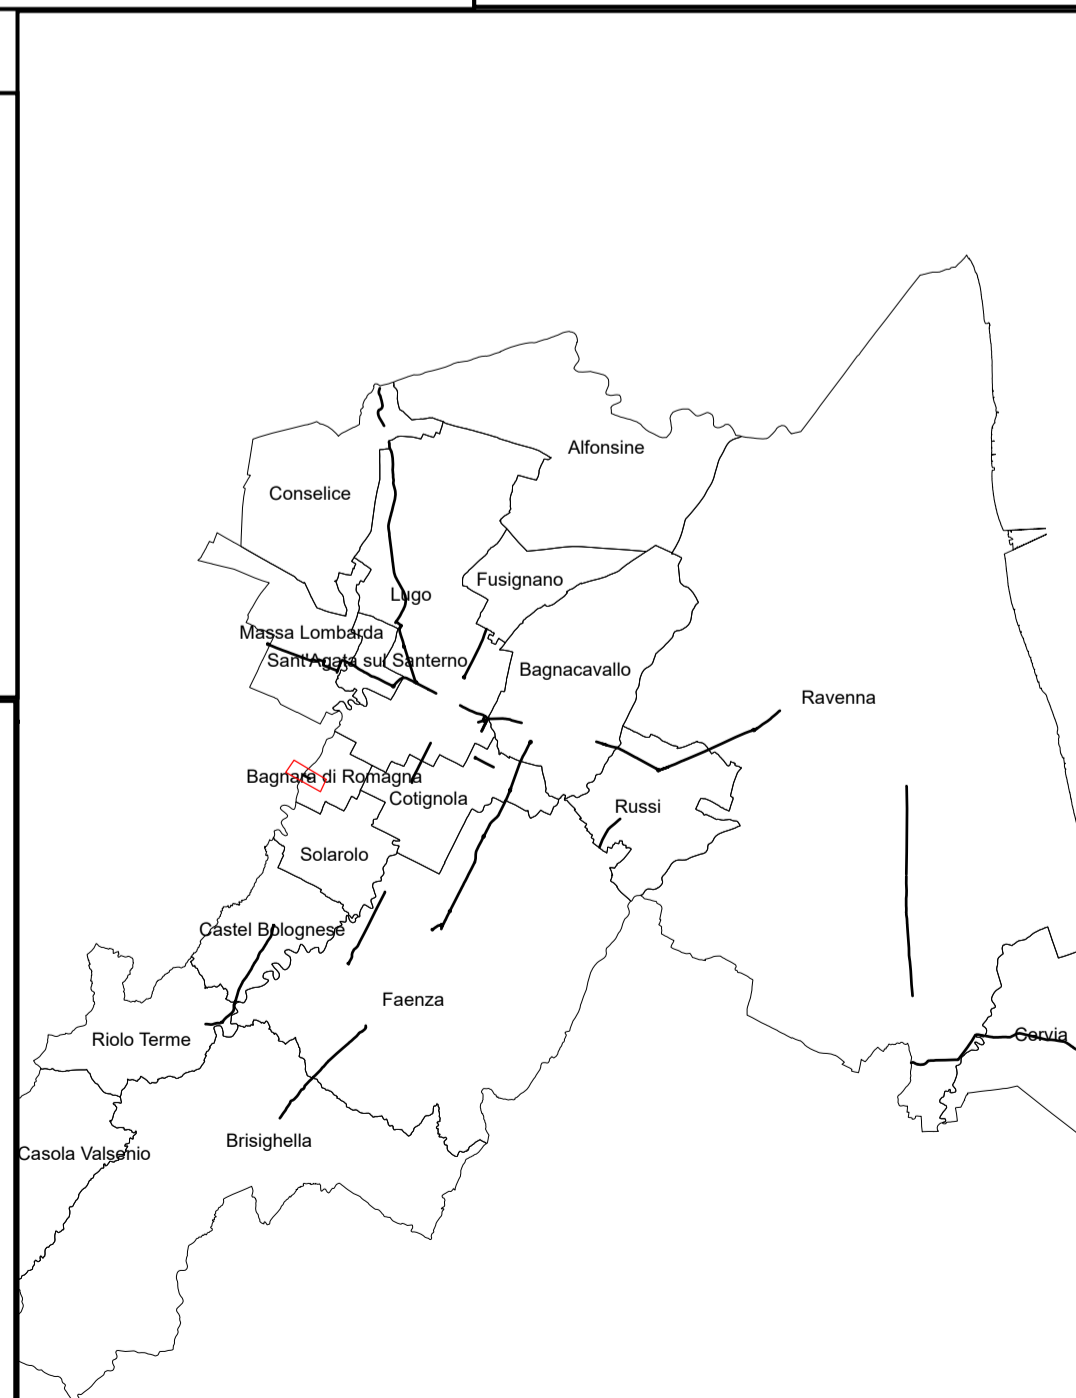 Alfonsine
Conselice
Fusignano
Lugo
Massa Lombarda
Sant'Agata sul Santerno
Bagnacavallo
Ravenna
Bagnara di Romagna
Cotignola
Russi
Solarolo
Castel Bolognese
Faenza
Riolo Terme
Cervia
Brisighella
Casola Valsenio